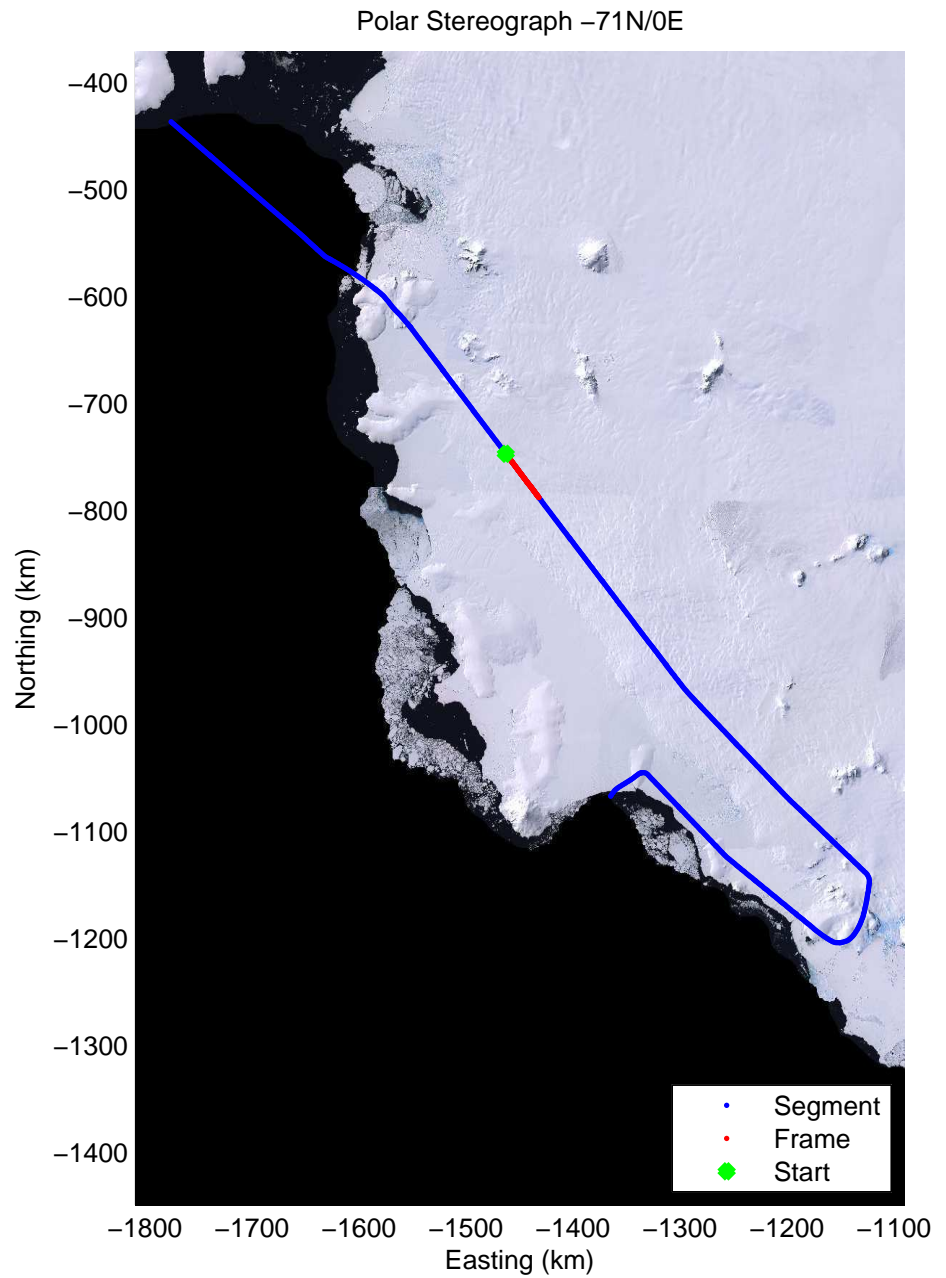 Polar Stereograph −71N/0E
−400
−500
−600
−700
−800
−900
−1000
−1100
−1200
−1300
−1400
Northing (km)
Segment
Frame
Start
−1800 −1700 −1600 −1500 −1400 −1300 −1200 −1100
Easting (km)